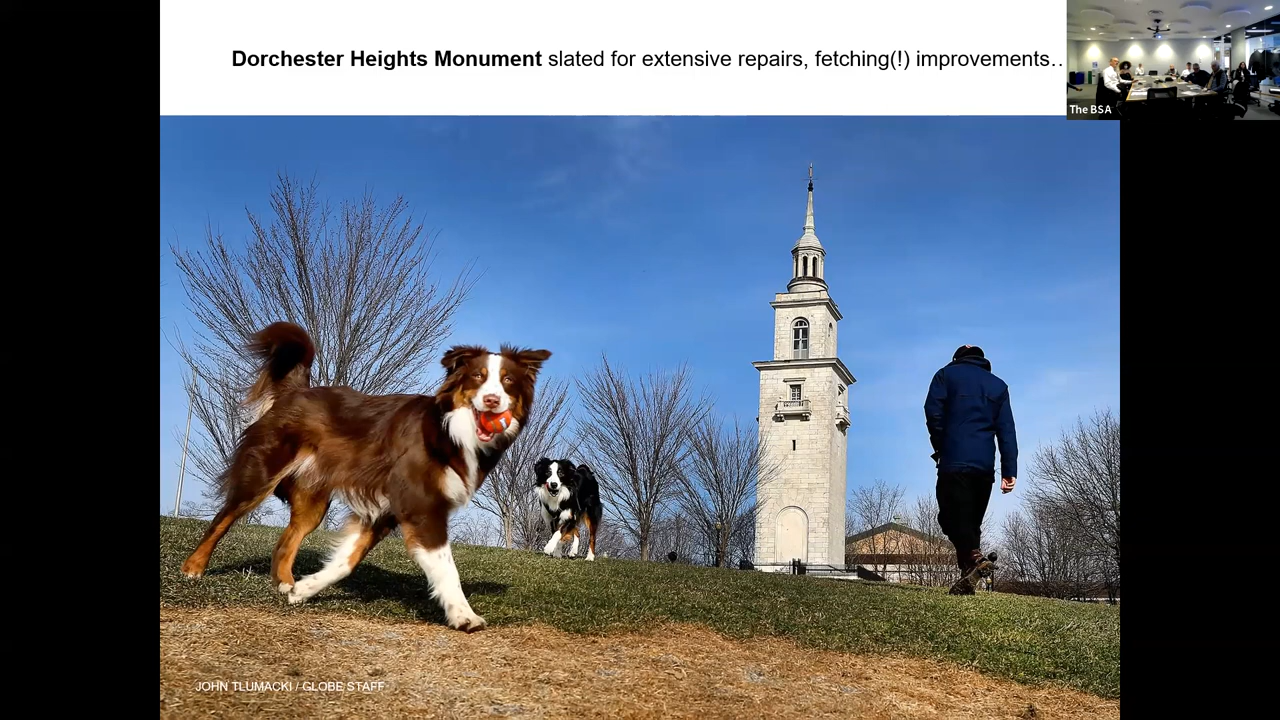 Dorchester Heights Monument slated for extensive repairs, fetching(!) improvements..
The BSA
JOHN TLUMACKI / GLOBE STAFF